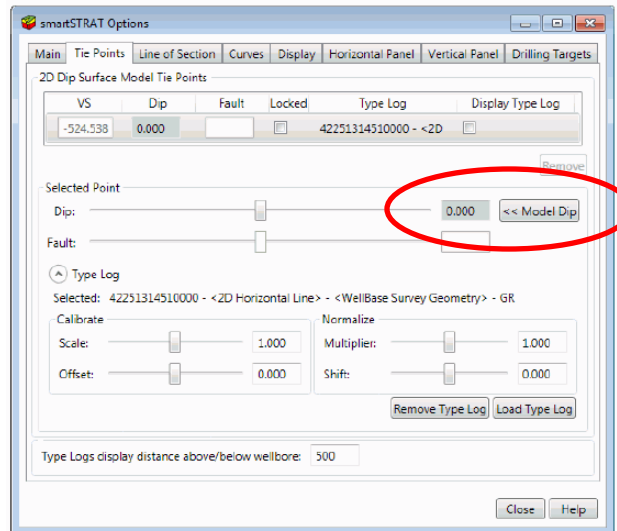 smartSTRAT Options
Main Tie Points Line of Section Curves Display Horizontal Panel Vertical Panel Drilling Targets
2D Dip Surface Model Tie Points
VS Dip Fault Locked Type Log Display Type Log
-524.538 0.000 42251314510000 - <2D
Remove
Selected Point
Dip: 0.000 << Model Dip
Fault:
Type Log
Selected: 42251314510000 - <2D Horizontal Line> - <WellBase Survey Geometry> - GR
Calibrate Normalize
Scale: 1.000 Multiplier: 1.000
Offset: 0.000 Shift: 0.000
Remove Type Log Load Type Log
Type Logs display distance above/below wellbore: 500
Close Help